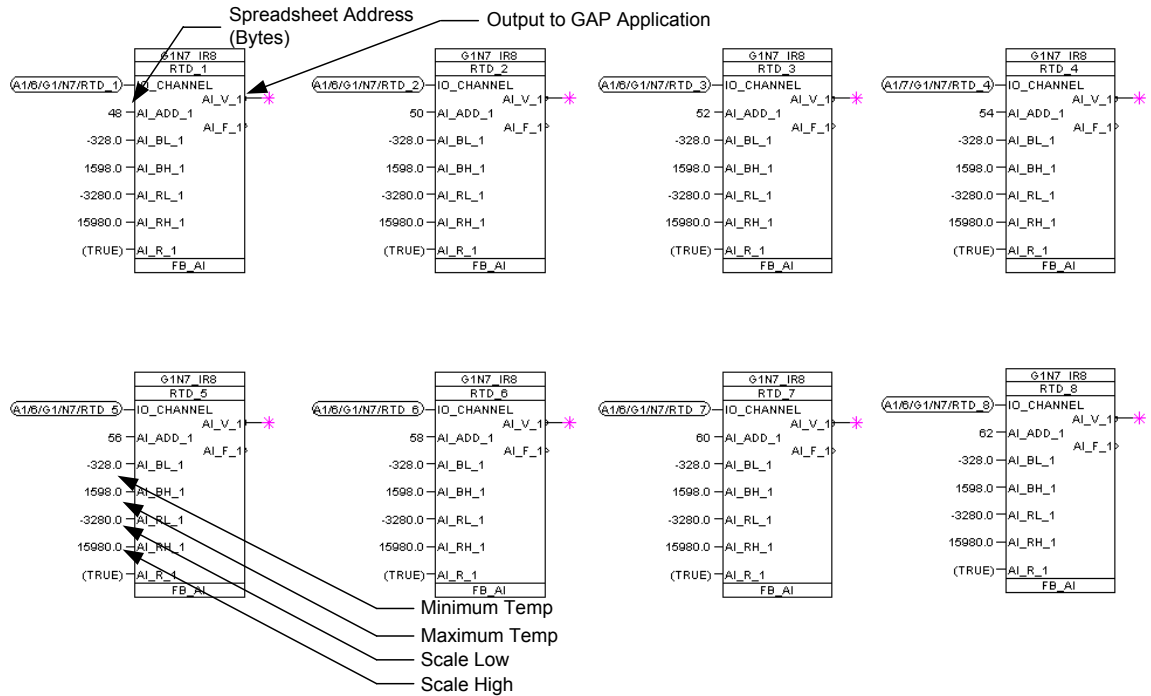 Spreadsheet Address
(Bytes)
Output to GAP Application
G1N7_IR8
RTD_1
A1/6/G1/N7/RTD_1
IO_CHANNEL
AI_V_1
48
AI_ADD_1
AI_F_1
-328.0
AI_BL_1
1598.0
AI_BH_1
-3280.0
AI_RL_1
15980.0
AI_RH_1
(TRUE)
AI_R_1
FB_AI
G1N7_IR8
RTD_2
A1/6/G1/N7/RTD_2
IO_CHANNEL
AI_V_1
50
AI_ADD_1
AI_F_1
-328.0
AI_BL_1
1598.0
AI_BH_1
-3280.0
AI_RL_1
15980.0
AI_RH_1
(TRUE)
AI_R_1
FB_AI
G1N7_IR8
RTD_3
A1/6/G1/N7/RTD_3
IO_CHANNEL
AI_V_1
52
AI_ADD_1
AI_F_1
-328.0
AI_BL_1
1598.0
AI_BH_1
-3280.0
AI_RL_1
15980.0
AI_RH_1
(TRUE)
AI_R_1
FB_AI
G1N7_IR8
RTD_4
A1/7/G1/N7/RTD_4
IO_CHANNEL
AI_V_1
54
AI_ADD_1
AI_F_1
-328.0
AI_BL_1
1598.0
AI_BH_1
-3280.0
AI_RL_1
15980.0
AI_RH_1
(TRUE)
AI_R_1
FB_AI
G1N7_IR8
RTD_5
A1/6/G1/N7/RTD_5
IO_CHANNEL
AI_V_1
56
AI_ADD_1
AI_F_1
-328.0
AI_BL_1
1598.0
AI_BH_1
-3280.0
AI_RL_1
15980.0
AI_RH_1
(TRUE)
AI_R_1
FB_AI
G1N7_IR8
RTD_6
A1/6/G1/N7/RTD_6
IO_CHANNEL
AI_V_1
58
AI_ADD_1
AI_F_1
-328.0
AI_BL_1
1598.0
AI_BH_1
-3280.0
AI_RL_1
15980.0
AI_RH_1
(TRUE)
AI_R_1
FB_AI
G1N7_IR8
RTD_7
A1/6/G1/N7/RTD_7
IO_CHANNEL
AI_V_1
60
AI_ADD_1
AI_F_1
-328.0
AI_BL_1
1598.0
AI_BH_1
-3280.0
AI_RL_1
15980.0
AI_RH_1
(TRUE)
AI_R_1
FB_AI
G1N7_IR8
RTD_8
A1/6/G1/N7/RTD_8
IO_CHANNEL
AI_V_1
62
AI_ADD_1
AI_F_1
-328.0
AI_BL_1
1598.0
AI_BH_1
-3280.0
AI_RL_1
15980.0
AI_RH_1
(TRUE)
AI_R_1
FB_AI
Minimum Temp
Maximum Temp
Scale Low
Scale High